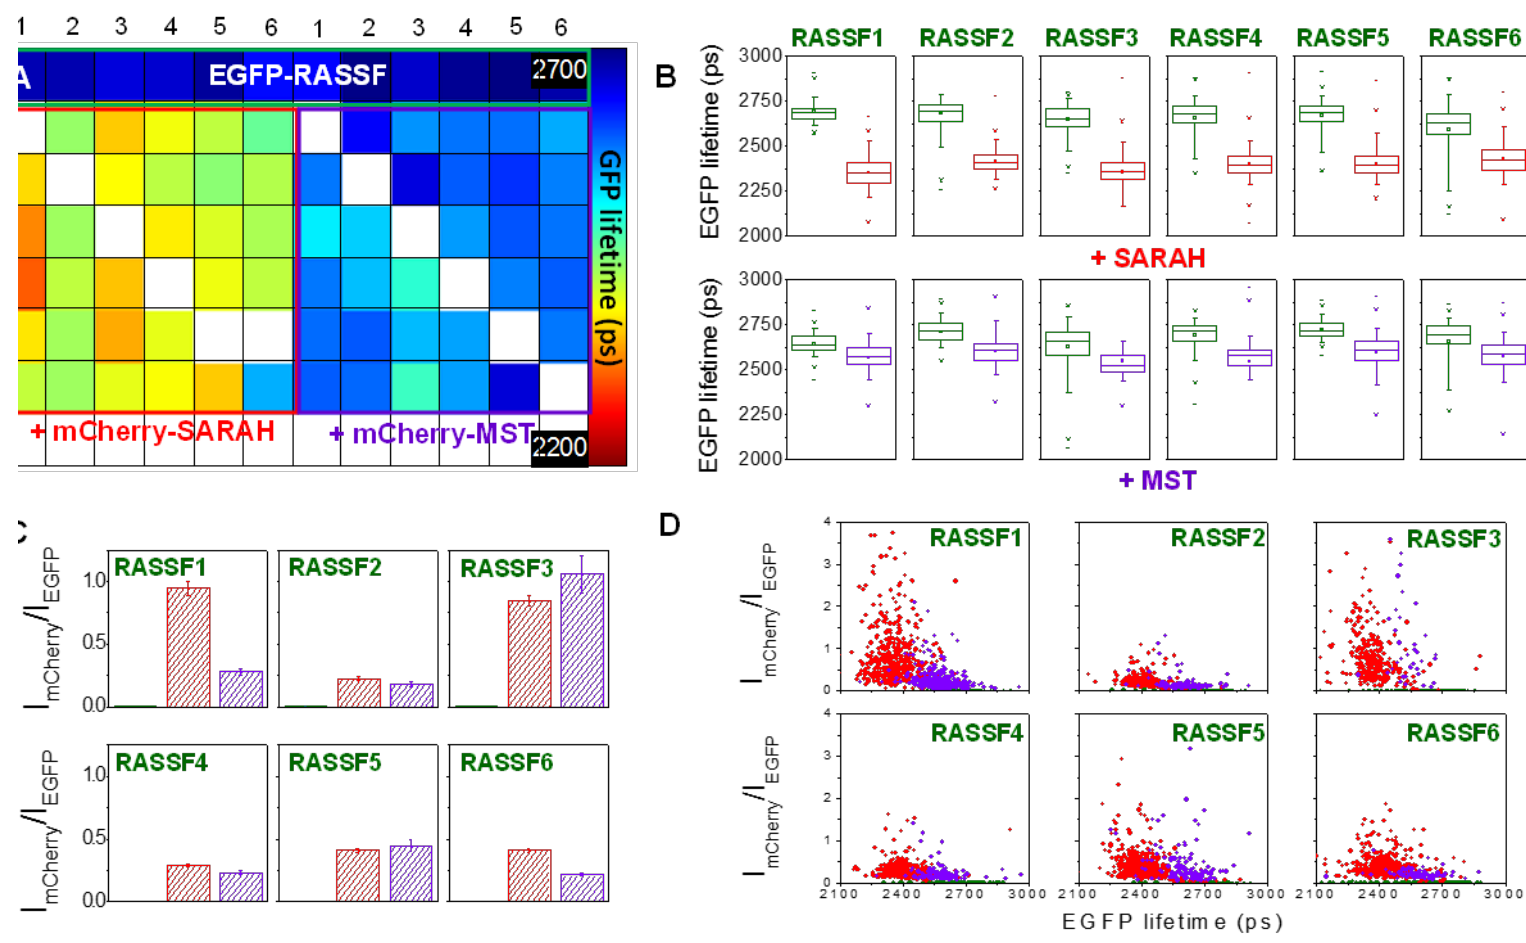 1 2 3 4 5 6 1 2 3 4 5 6
A EGFP-RASSF 2700
GFP lifetime (ps)
+ mCherry-SARAH + mCherry-MST 2200
B
RASSF1 RASSF2 RASSF3 RASSF4 RASSF5 RASSF6
EGFP lifetime (ps)
3000
2750
2500
2250
2000
+ SARAH
EGFP lifetime (ps)
3000
2750
2500
2250
2000
+ MST
C
ImCherry/IEGFP
RASSF1 RASSF2 RASSF3
1.0
0.5
0.0
ImCherry/IEGFP
RASSF4 RASSF5 RASSF6
1.0
0.5
0.0
D
ImCherry/IEGFP
RASSF1 RASSF2 RASSF3
4
3
2
1
0
ImCherry/IEGFP
RASSF4 RASSF5 RASSF6
4
3
2
1
0
2100 2400 2700 3000 2100 2400 2700 3000 2100 2400 2700 3000
EGFP lifetime (ps)